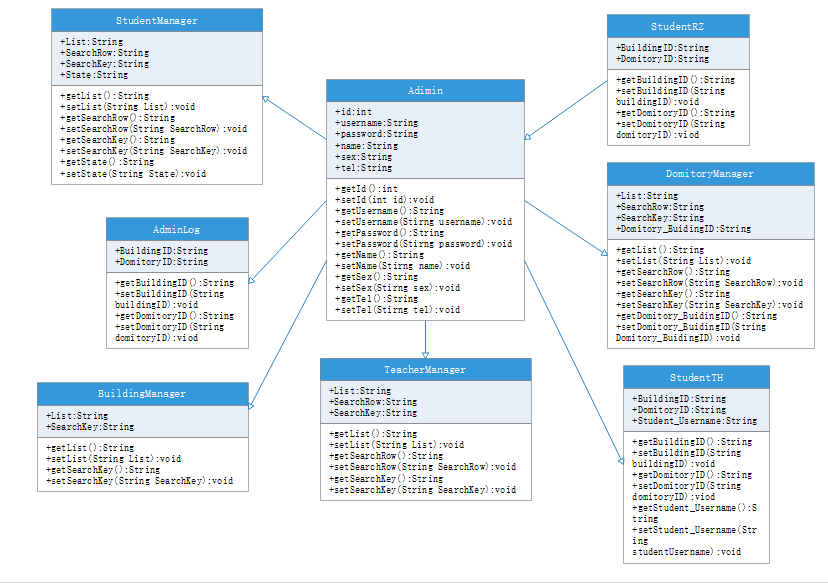 StudentManager
+List:String
+SearchRow:String
+SearchKey:String
+State:String
+getList():String
+setList(String List):void
+getSearchRow():String
+setSearchRow(String SearchRow):void
+getSearchKey():String
+setSearchKey(String SearchKey):void
+getState():String
+setState(String State):void
StudentRZ
+BuildingID:String
+DomitoryID:String
+getBuildingID():String
+setBuildingID(String
buildingID):void
+getDomitoryID():String
+setDomitoryID(String
domitoryID):viod
Adimin
+id:int
+username:String
+password:String
+name:String
+sex:String
+tel:String
+getId():int
+setId(int id):void
+getUsername():String
+setUsername(Stirng username):void
+getPassword():String
+setPassword(Stirng password):void
+getName():String
+setName(Stirng name):void
+getSex():String
+setSex(Stirng sex):void
+getTel():String
+setTel(Stirng tel):void
DomitoryManager
+List:String
+SearchRow:String
+SearchKey:String
+Domitory_BuidingID:String
+getList():String
+setList(String List):void
+getSearchRow():String
+setSearchRow(String SearchRow):void
+getSearchKey():String
+setSearchKey(String SearchKey):void
+getDomitory_BuidingID():String
+setDomitory_BuidingID(String
Domitory_BuidingID):void
AdminLog
+BuildingID:String
+DomitoryID:String
+getBuildingID():String
+setBuildingID(String
buildingID):void
+getDomitoryID():String
+setDomitoryID(String
domitoryID):viod
BuildingManager
+List:String
+SearchKey:String
+getList():String
+setList(String List):void
+getSearchKey():String
+setSearchKey(String SearchKey):void
TeacherManager
+List:String
+SearchRow:String
+SearchKey:String
+getList():String
+setList(String List):void
+getSearchRow():String
+setSearchRow(String SearchRow):void
+getSearchKey():String
+setSearchKey(String SearchKey):void
StudentTH
+BuildingID:String
+DomitoryID:String
+Student_Username:String
+getBuildingID():String
+setBuildingID(String
buildingID):void
+getDomitoryID():String
+setDomitoryID(String
domitoryID):viod
+getStudent_Username():S
tring
+setStudent_Username(Str
ing
studentUsername):void